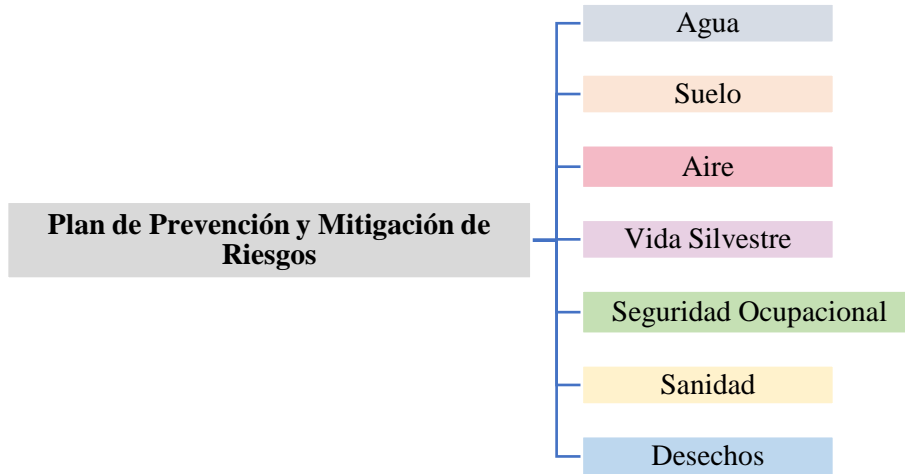 Agua
Suelo
Aire
Plan de Prevención y Mitigación de
Riesgos
Vida Silvestre
Seguridad Ocupacional
Sanidad
Desechos